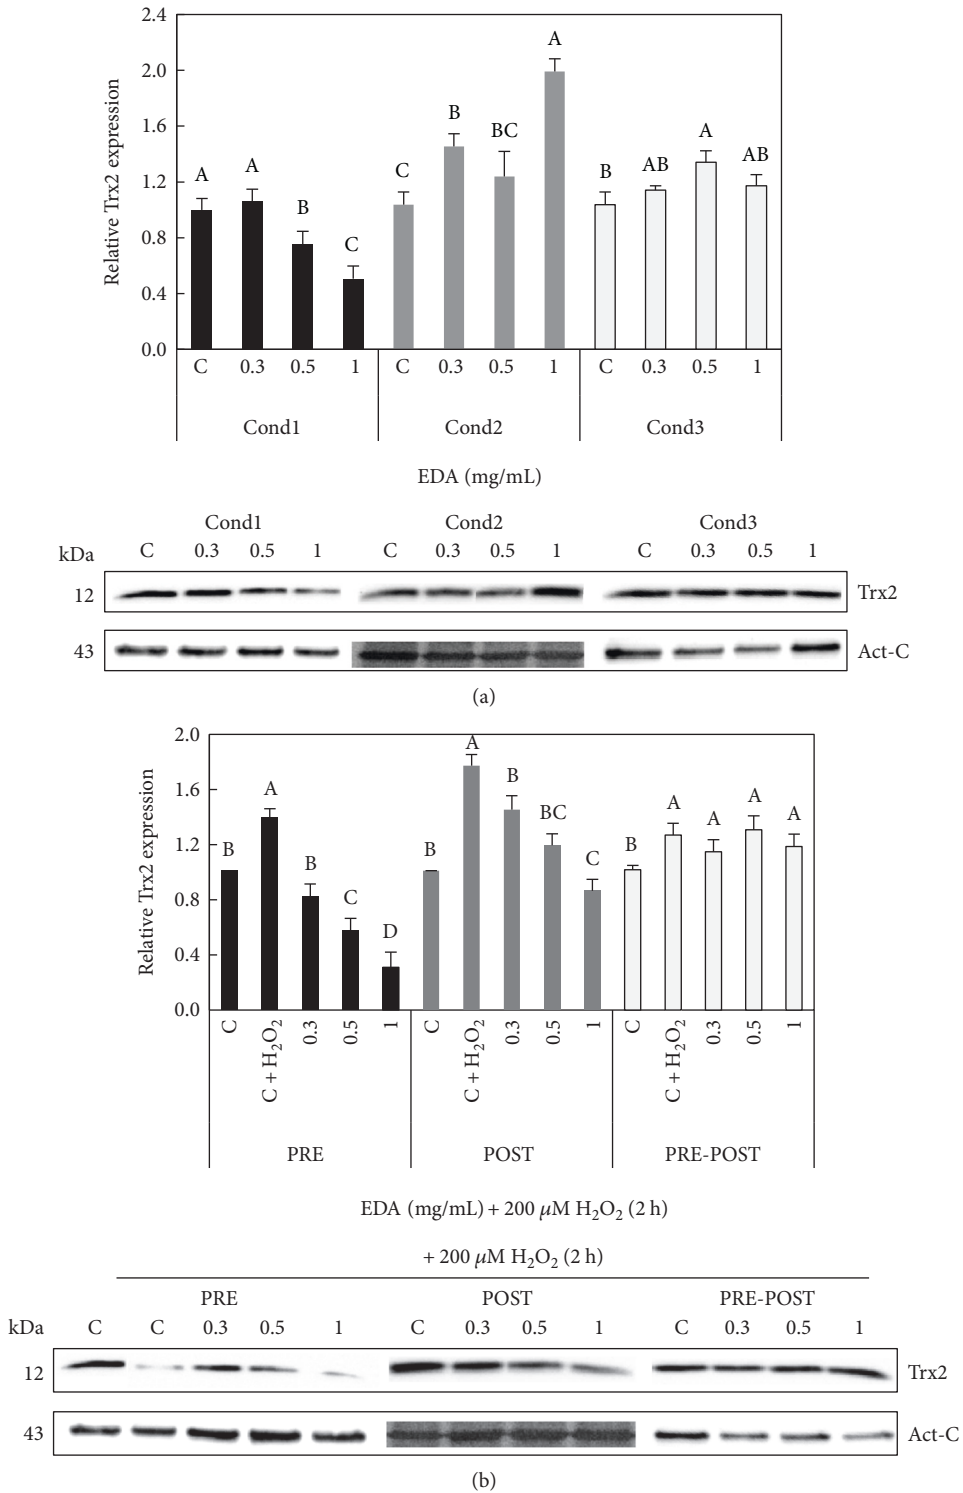 2.4
2.0
1.6
1.2
0.8
0.4
0.0
Relative Trx2 expression
A A B C C B BC A B AB A AB
C 0.3 0.5 1 C 0.3 0.5 1 C 0.3 0.5 1
Cond1 Cond2 Cond3
EDA (mg/mL)
Cond1 Cond2 Cond3
kDa C 0.3 0.5 1 C 0.3 0.5 1 C 0.3 0.5 1
12 Trx2
43 Act-C
(a)
2.0
1.6
1.2
0.8
0.4
0.0
Relative Trx2 expression
B A B C D B A B BC C B A A A A
C C + H₂O₂ 0.3 0.5 1 C C + H₂O₂ 0.3 0.5 1 C C + H₂O₂ 0.3 0.5 1
PRE POST PRE-POST
EDA (mg/mL) + 200 μM H₂O₂ (2 h)
+ 200 μM H₂O₂ (2 h)
PRE POST PRE-POST
kDa C C 0.3 0.5 1 C 0.3 0.5 1 C 0.3 0.5 1
12 Trx2
43 Act-C
(b)